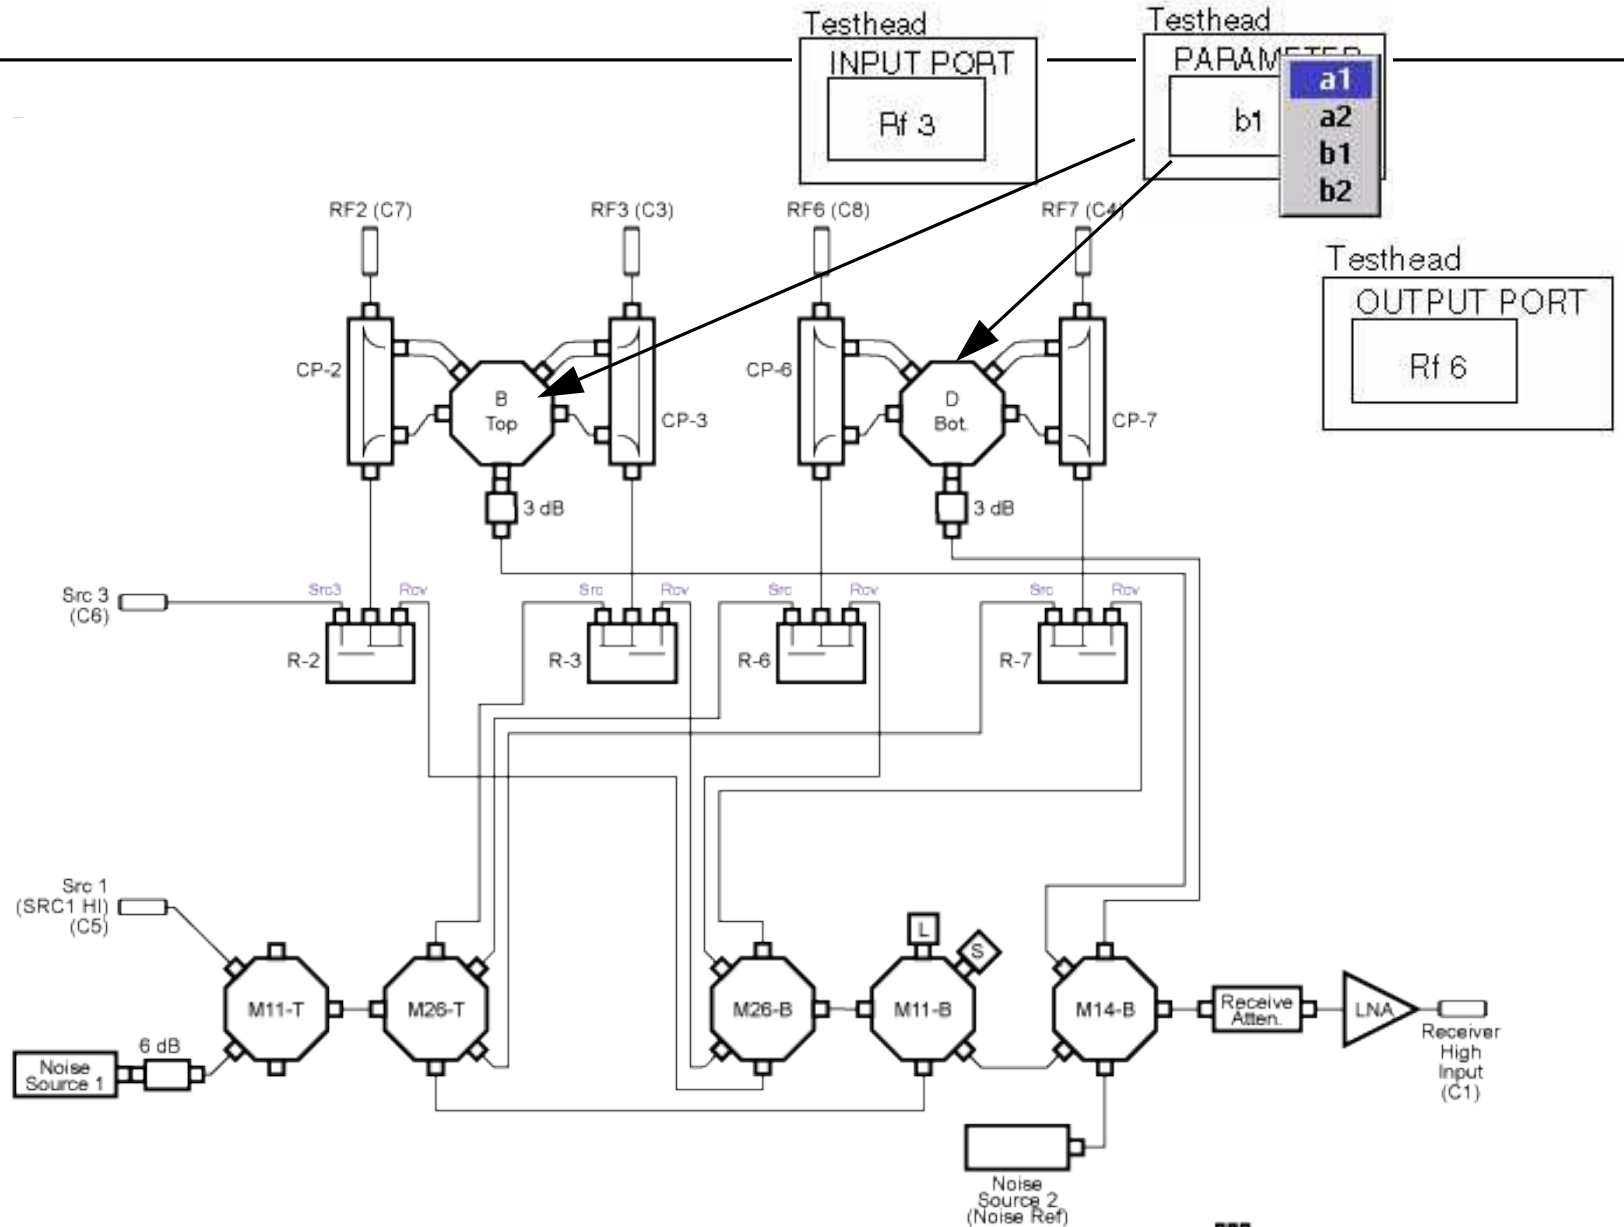 Testhead
INPUT PORT
Rf 3
Testhead
b1
a1
a2
b1
b2
Testhead
OUTPUT PORT
Rf 6
RF2 (C7)
RF3 (C3)
RF6 (C8)
RF7 (C4)
CP-2
B
Top
CP-3
CP-6
D
Bot.
CP-7
3 dB
3 dB
Src 3
(C6)
Src3
Rcv
Src
Rcv
Src
Rcv
Src
Rcv
R-2
R-3
R-6
R-7
Src 1
(SRC1 HI)
(C5)
L
S
M11-T
M26-T
M26-B
M11-B
M14-B
Receive
Atten.
LNA
Receiver
High
Input
(C1)
6 dB
Noise
Source 1
Noise
Source 2
(Noise Ref)